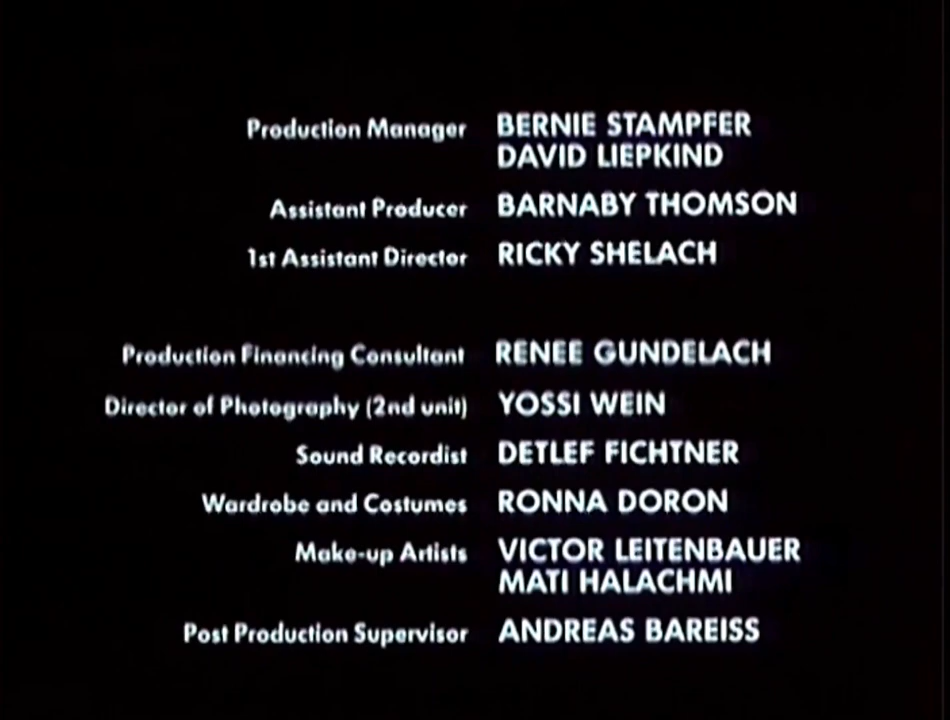 Production Manager BERNIE STAMPFER
DAVID LIEPKIND
Assistant Producer BARNABY THOMSON
1st Assistant Director RICKY SHELACH
Production Financing Consultant RENEE GUNDELACH
Director of Photography (2nd unit) YOSSI WEIN
Sound Recordist DETLEF FICHTNER
Wardrobe and Costumes RONNA DORON
Make-up Artists VICTOR LEITENBAUER
MATI HALACHMI
Post Production Supervisor ANDREAS BAREISS